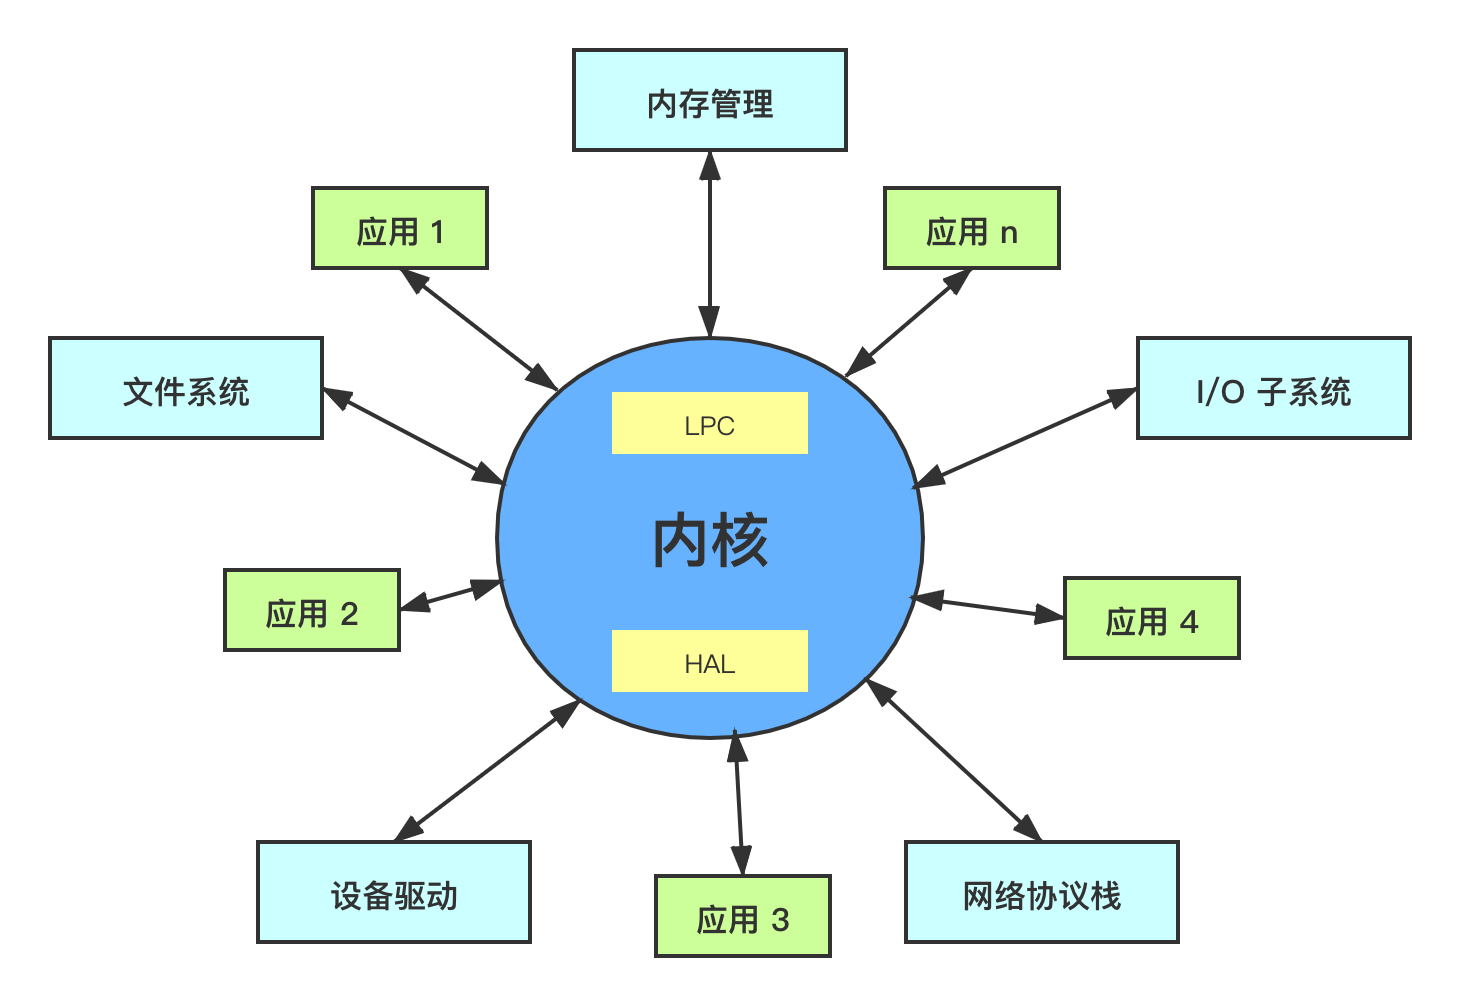 内存管理
应用 1
应用 n
文件系统
I/O 子系统
LPC
内核
应用 2
应用 4
HAL
设备驱动
应用 3
网络协议栈